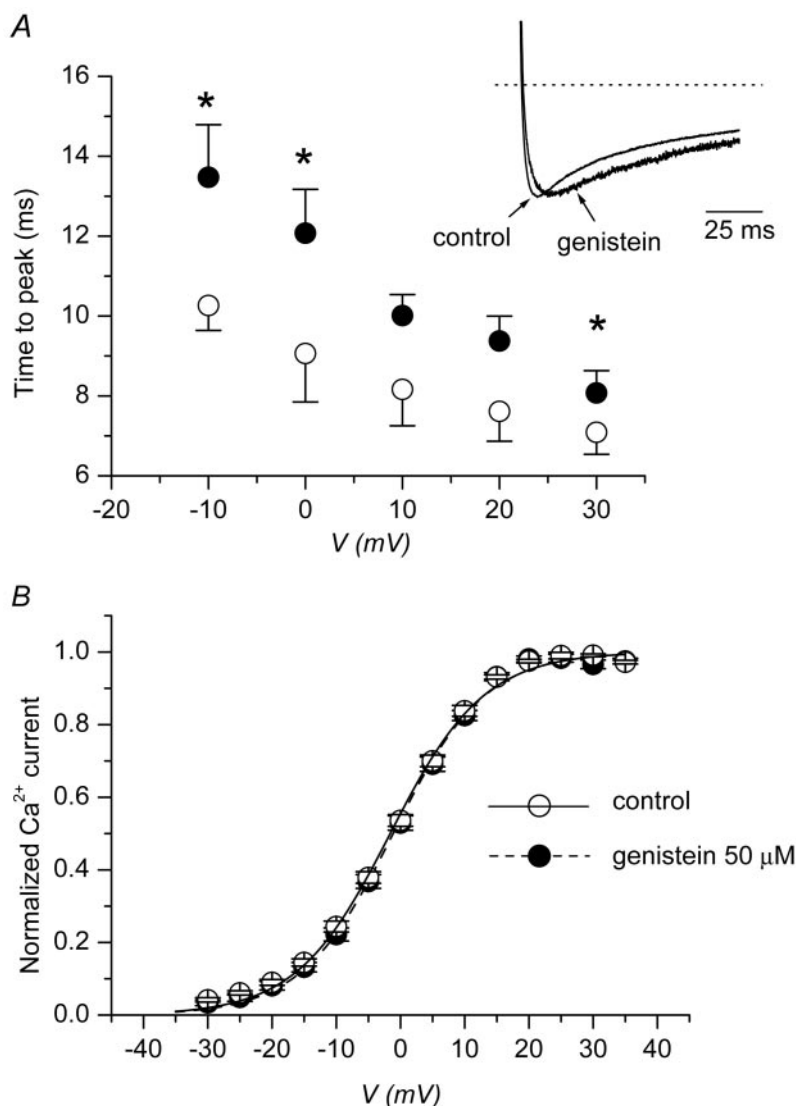 A
16
14
12
10
8
6
Time to peak (ms)
*
*
*
-20 -10 0 10 20 30
V (mV)
control genistein
25 ms
B
1.0
0.8
0.6
0.4
0.2
0.0
Normalized Ca²⁺ current
control
genistein 50 μM
-40 -30 -20 -10 0 10 20 30 40
V (mV)